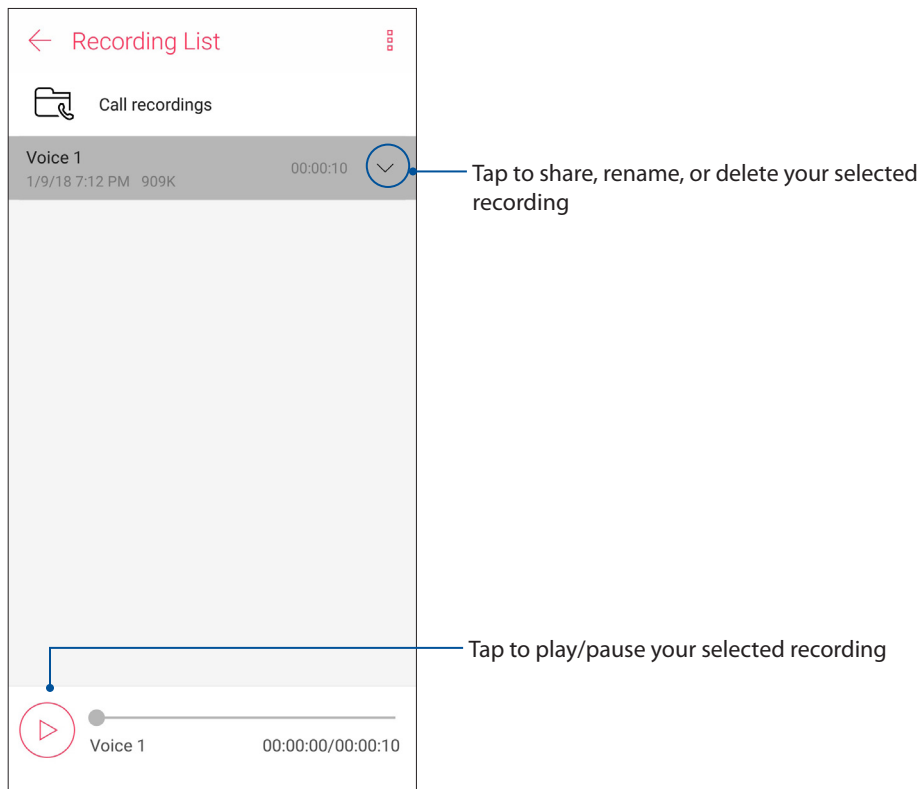 Recording List
Call recordings
Voice 1
00:00:10
1/9/18 7:12 PM 909K
Tap to share, rename, or delete your selected
recording
Tap to play/pause your selected recording
Voice 1
00:00:00/00:00:10